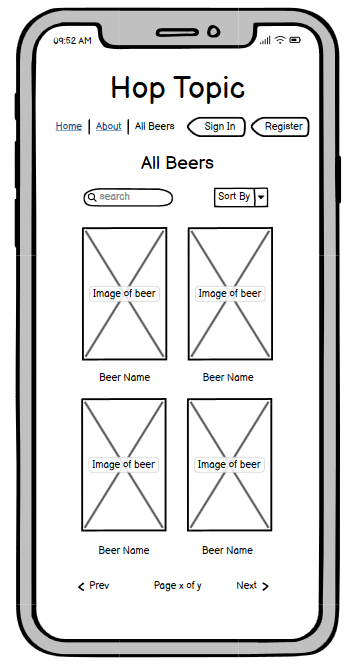 09:52 AM
Hop Topic
Home About All Beers Sign In Register
All Beers
search Sort By
Image of beer Image of beer
Beer Name Beer Name
Image of beer Image of beer
Beer Name Beer Name
Prev Page x of y Next